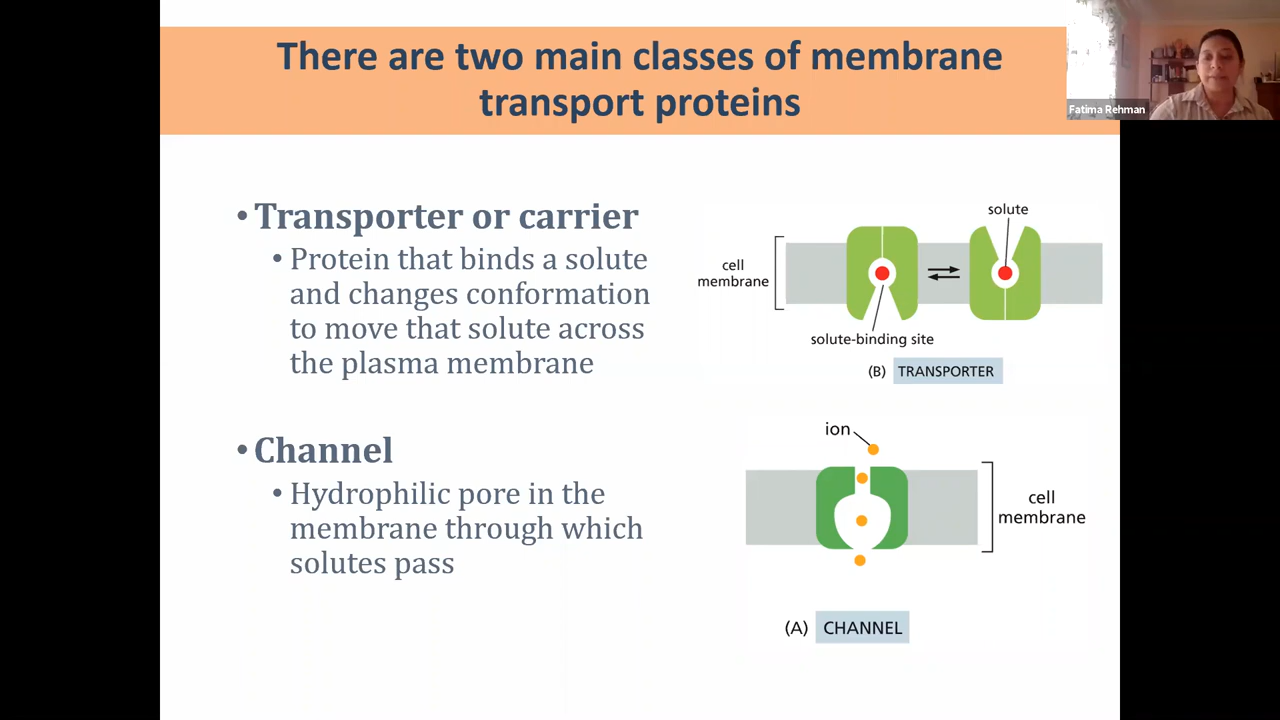 There are two main classes of membrane
transport proteins
Fatima Rehman
• Transporter or carrier
• Protein that binds a solute
and changes conformation
to move that solute across
the plasma membrane
solute
cell
membrane
solute-binding site
(B) TRANSPORTER
• Channel
• Hydrophilic pore in the
membrane through which
solutes pass
ion
cell
membrane
(A) CHANNEL